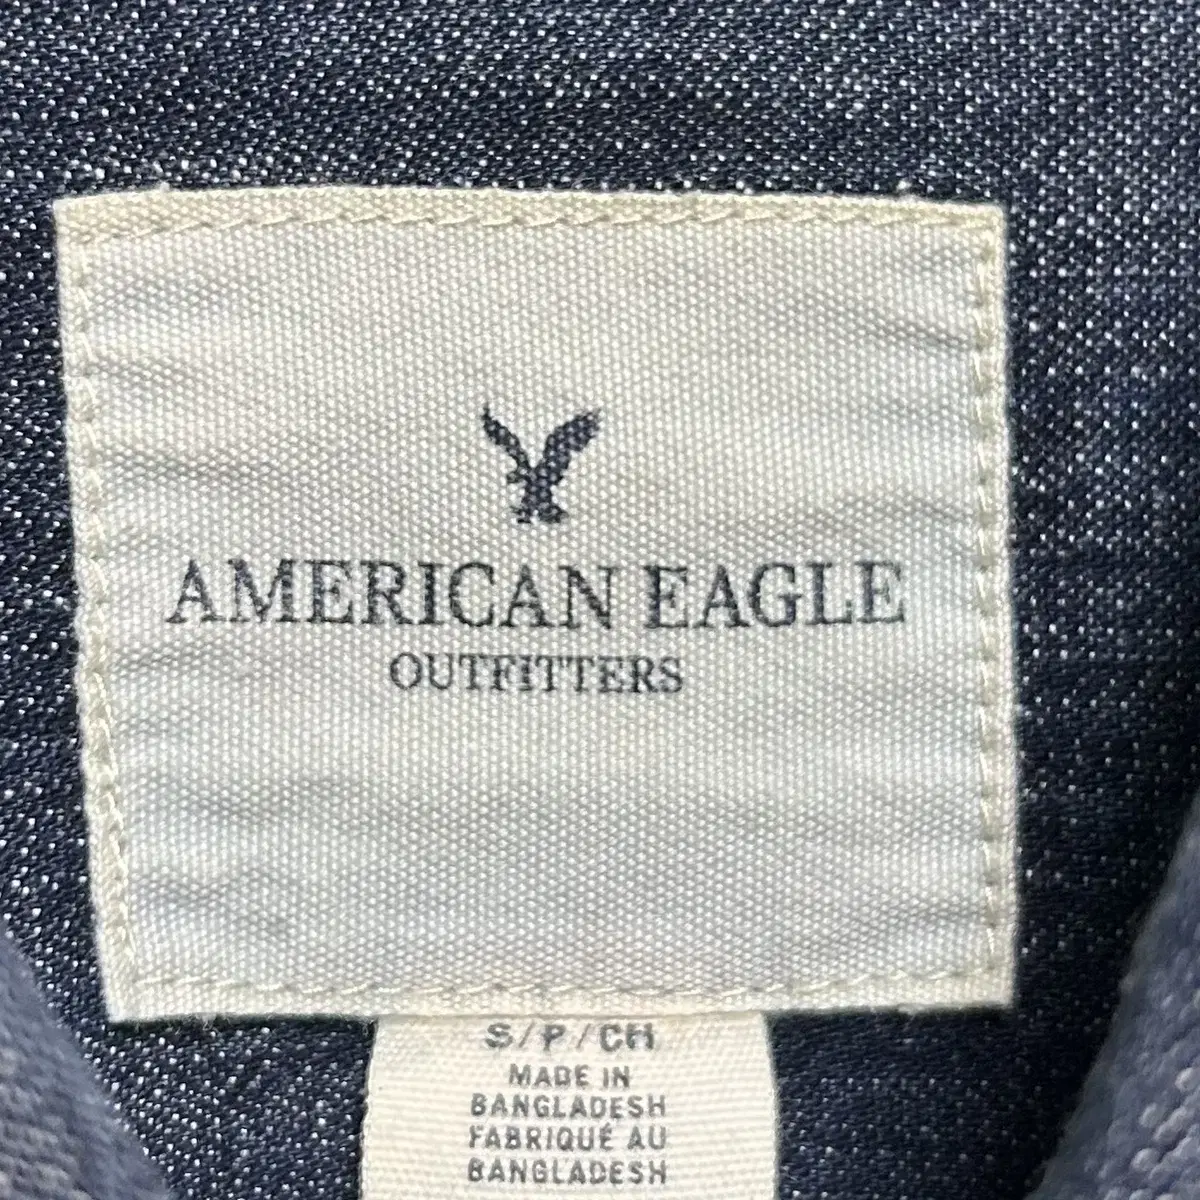 AMERICAN EAGLE
OUTFITTERS
S/P/CH
MADE IN
BANGLADESH
FABRIQUÉ AU
BANGLADESH